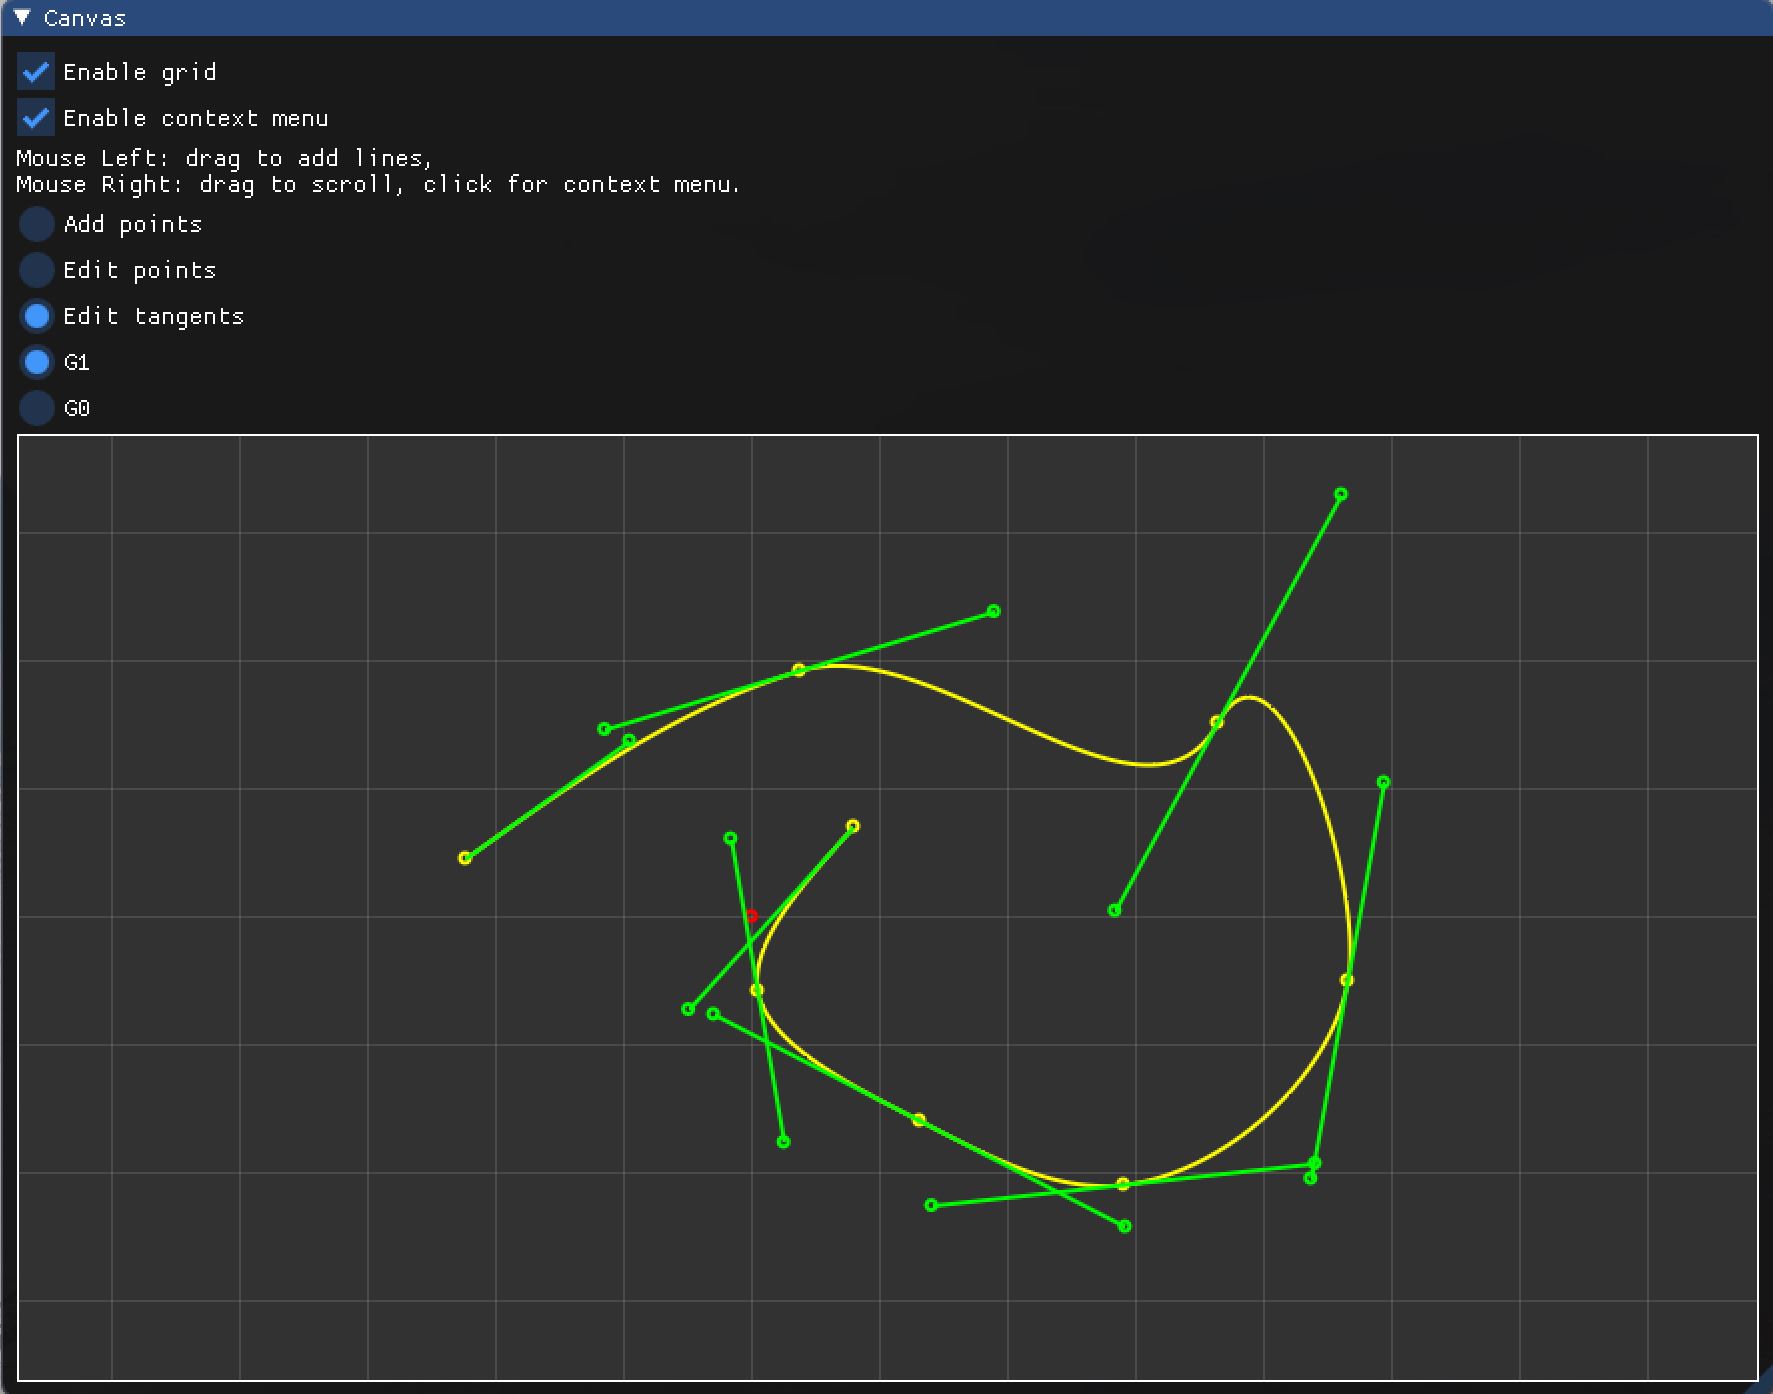 Canvas
Enable grid
Enable context menu
Mouse Left: drag to add lines,
Mouse Right: drag to scroll, click for context menu.
Add points
Edit points
Edit tangents
G1
G0